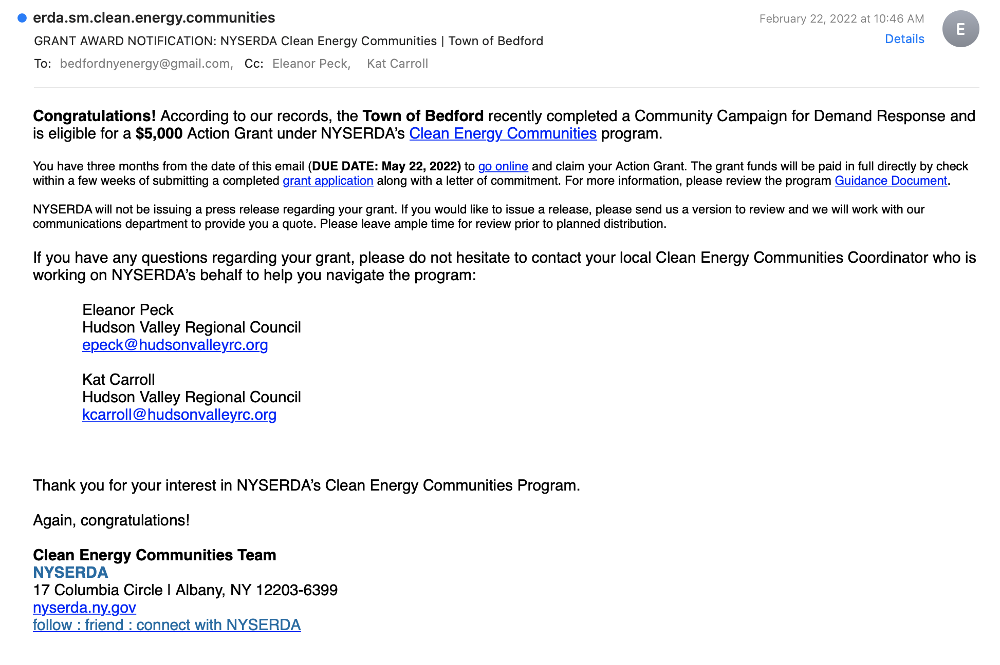 erda.sm.clean.energy.communities
February 22, 2022 at 10:46 AM
E
GRANT AWARD NOTIFICATION: NYSERDA Clean Energy Communities | Town of Bedford
Details
To: bedfordnyenergy@gmail.com, Cc: Eleanor Peck, Kat Carroll
Congratulations! According to our records, the Town of Bedford recently completed a Community Campaign for Demand Response and
is eligible for a $5,000 Action Grant under NYSERDA’s Clean Energy Communities program.
You have three months from the date of this email (DUE DATE: May 22, 2022) to go online and claim your Action Grant. The grant funds will be paid in full directly by check
within a few weeks of submitting a completed grant application along with a letter of commitment. For more information, please review the program Guidance Document.
NYSERDA will not be issuing a press release regarding your grant. If you would like to issue a release, please send us a version to review and we will work with our
communications department to provide you a quote. Please leave ample time for review prior to planned distribution.
If you have any questions regarding your grant, please do not hesitate to contact your local Clean Energy Communities Coordinator who is
working on NYSERDA’s behalf to help you navigate the program:
Eleanor Peck
Hudson Valley Regional Council
epeck@hudsonvalleyrc.org
Kat Carroll
Hudson Valley Regional Council
kcarroll@hudsonvalleyrc.org
Thank you for your interest in NYSERDA’s Clean Energy Communities Program.
Again, congratulations!
Clean Energy Communities Team
NYSERDA
17 Columbia Circle | Albany, NY 12203-6399
nyserda.ny.gov
follow : friend : connect with NYSERDA